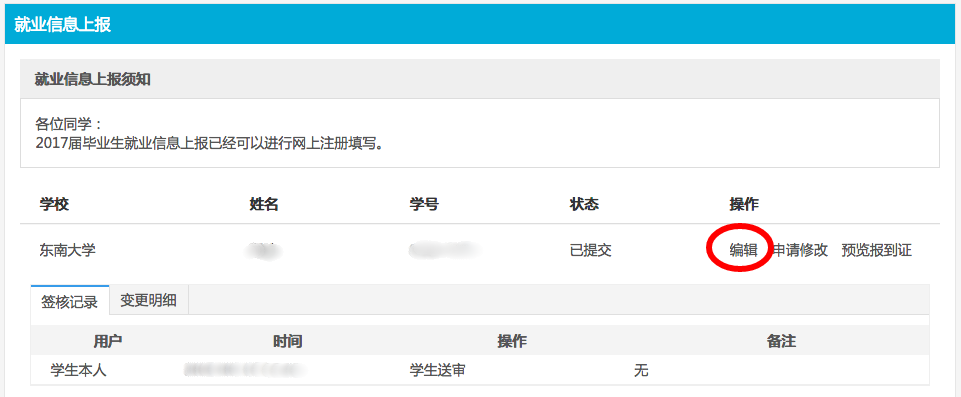 就业信息上报
就业信息上报须知
各位同学：
2017届毕业生就业信息上报已经可以进行网上注册填写。
学校 姓名 学号 状态 操作
东南大学 已提交 编辑 申请修改 预览报到证
签核记录 变更明细
用户 时间 操作 备注
学生本人 学生送审 无